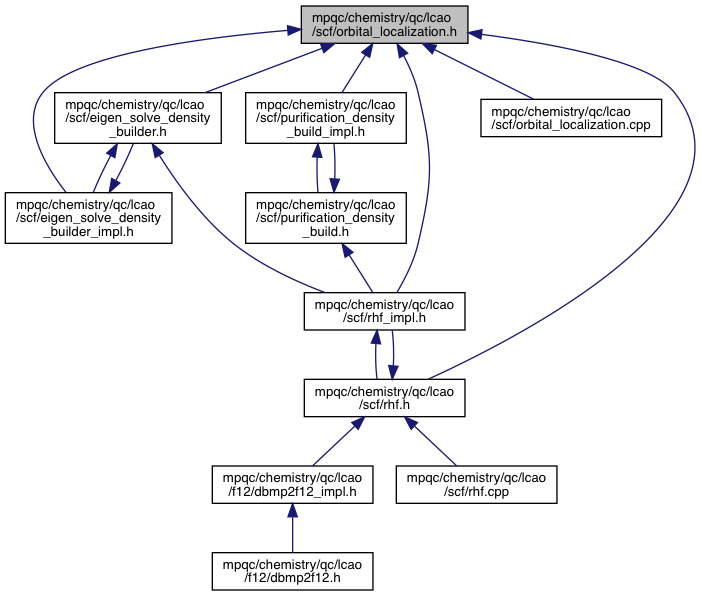 mpqc/chemistry/qc/lcao
/scf/orbital_localization.h
mpqc/chemistry/qc/lcao
/scf/eigen_solve_density
_builder.h
mpqc/chemistry/qc/lcao
/scf/purification_density
_build_impl.h
mpqc/chemistry/qc/lcao
/scf/orbital_localization.cpp
mpqc/chemistry/qc/lcao
/scf/eigen_solve_density
_builder_impl.h
mpqc/chemistry/qc/lcao
/scf/purification_density
_build.h
mpqc/chemistry/qc/lcao
/scf/rhf_impl.h
mpqc/chemistry/qc/lcao
/scf/rhf.h
mpqc/chemistry/qc/lcao
/f12/dbmp2f12_impl.h
mpqc/chemistry/qc/lcao
/scf/rhf.cpp
mpqc/chemistry/qc/lcao
/f12/dbmp2f12.h